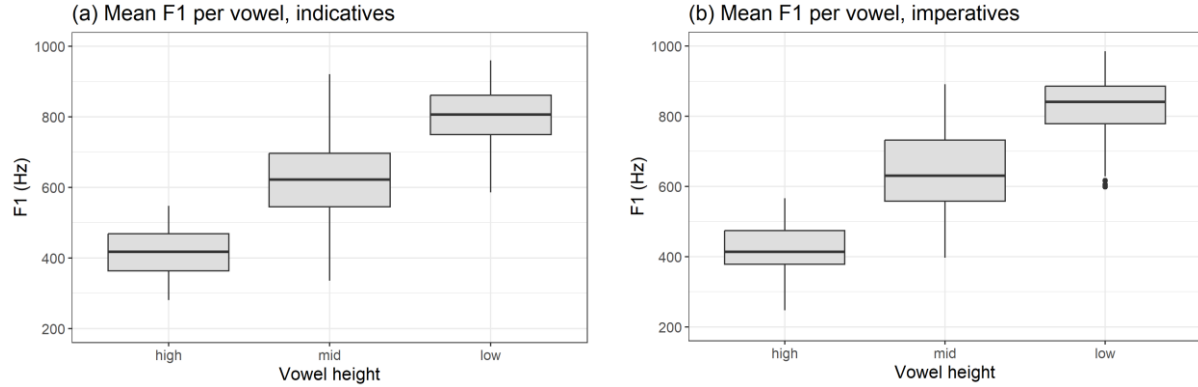 (a) Mean F1 per vowel, indicatives
1000
800
600
400
200
F1 (Hz)
high mid low
Vowel height
(b) Mean F1 per vowel, imperatives
1000
800
600
400
200
F1 (Hz)
high mid low
Vowel height